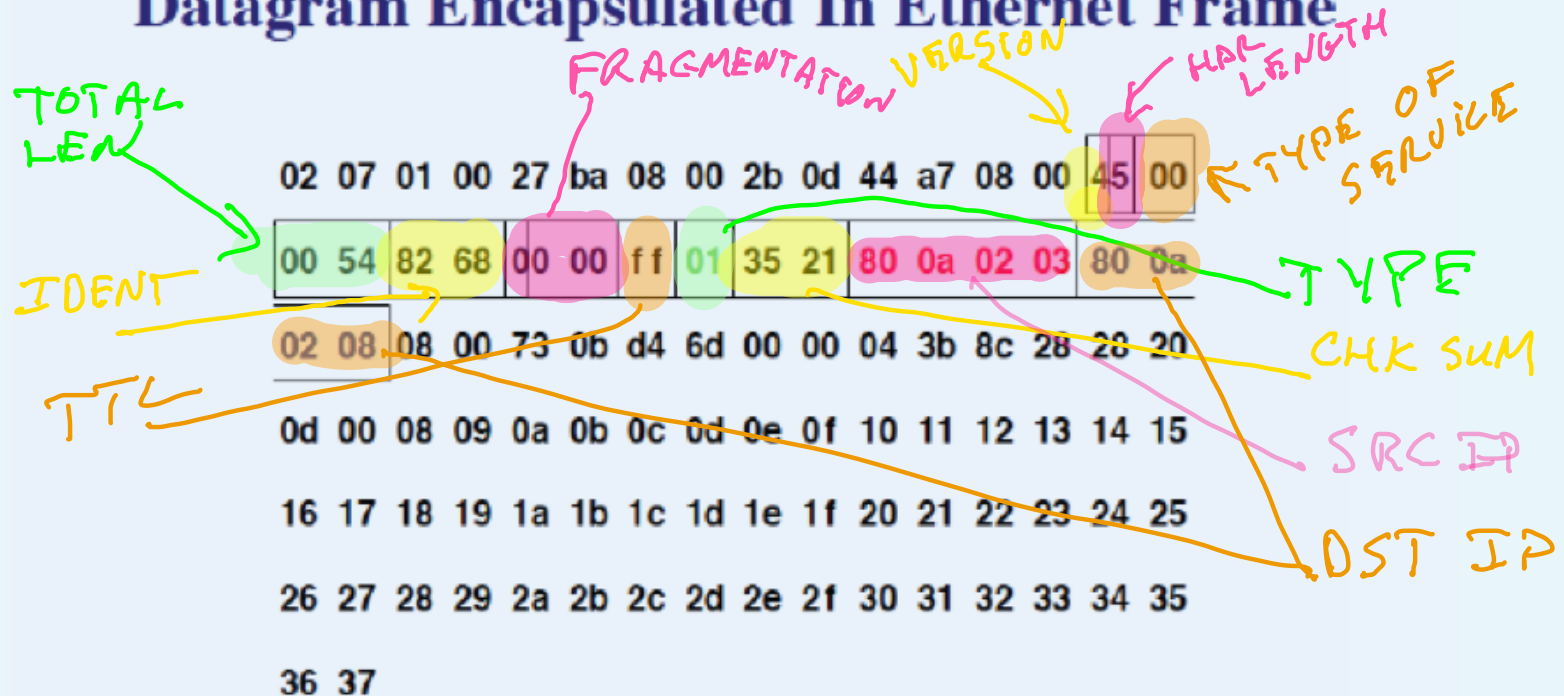 Datagram Encapsulated In Ethernet Frame
FRAGMENTATION
VERSION
HDR
LENGTH
TOTAL
LEN
TYPE OF
SERVICE
02 07 01 00 27 ba 08 00 2b 0d 44 a7 08 00 45 00
00 54 82 68 00 00 ff 01 35 21 80 0a 02 03 80 0a
IDENT
TYPE
02 08 08 00 73 0b d4 6d 00 00 04 3b 8c 28 28 20
CHK SUM
TTL
0d 00 08 09 0a 0b 0c 0d 0e 0f 10 11 12 13 14 15
SRC IP
16 17 18 19 1a 1b 1c 1d 1e 1f 20 21 22 23 24 25
DST IP
26 27 28 29 2a 2b 2c 2d 2e 2f 30 31 32 33 34 35
36 37